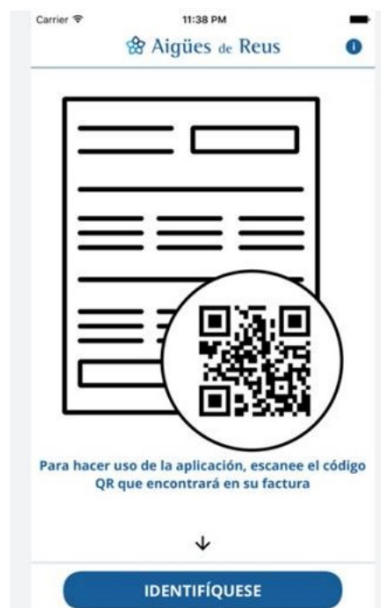 Carrier 11:38 PM
Aigües de Reus
i
Para hacer uso de la aplicación, escanee el código
QR que encontrará en su factura
IDENTIFÍQUESE